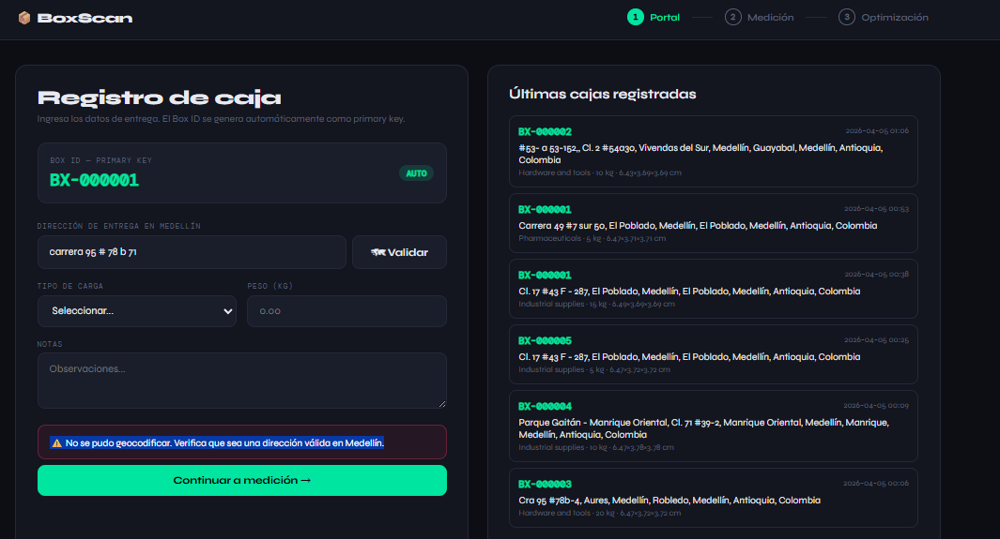 📦 BoxScan
1 Portal
2 Medición
3 Optimización
Registro de caja
Ingresa los datos de entrega. El Box ID se genera automáticamente como primary key.
BOX ID — PRIMARY KEY
BX-000001
AUTO
DIRECCIÓN DE ENTREGA EN MEDELLÍN
carrera 95 # 78 b 71
🗺 Validar
TIPO DE CARGA
PESO (KG)
Seleccionar...
0.00
NOTAS
Observaciones...
⚠ No se pudo geocodificar. Verifica que sea una dirección válida en Medellín.
Continuar a medición →
Últimas cajas registradas
BX-000002
2026-04-05 01:06
#53- a 53-152,, Cl. 2 #54a30, Vivendas del Sur, Medellín, Guayabal, Medellín, Antioquia,
Colombia
Hardware and tools · 10 kg · 6.43×3.69×3.69 cm
BX-000001
2026-04-05 00:53
Carrera 49 #7 sur 50, El Poblado, Medellín, El Poblado, Medellín, Antioquia, Colombia
Pharmaceuticals · 5 kg · 6.47×3.71×3.71 cm
BX-000001
2026-04-05 00:38
Cl. 17 #43 F - 287, El Poblado, Medellín, El Poblado, Medellín, Antioquia, Colombia
Industrial supplies · 15 kg · 6.49×3.69×3.69 cm
BX-000005
2026-04-05 00:25
Cl. 17 #43 F - 287, El Poblado, Medellín, El Poblado, Medellín, Antioquia, Colombia
Industrial supplies · 5 kg · 6.47×3.72×3.72 cm
BX-000004
2026-04-05 00:09
Parque Gaitán - Manrique Oriental, Cl. 71 #39-2, Manrique Oriental, Medellín, Manrique,
Medellín, Antioquia, Colombia
Industrial supplies · 10 kg · 6.47×3.78×3.78 cm
BX-000003
2026-04-05 00:06
Cra 95 #78b-4, Aures, Medellín, Robledo, Medellín, Antioquia, Colombia
Hardware and tools · 20 kg · 6.47×3.72×3.72 cm